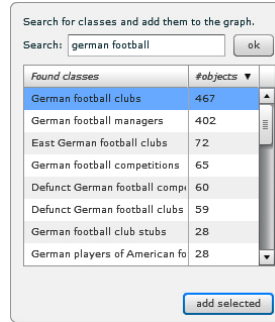 Search for classes and add them to the graph.
Search: german football ok
Found classes #objects ▼
German football clubs 467
German football managers 402
East German football clubs 72
German football competitions 65
Defunct German football compe 60
Defunct German football clubs 59
German football club stubs 28
German players of American fo 28
add selected